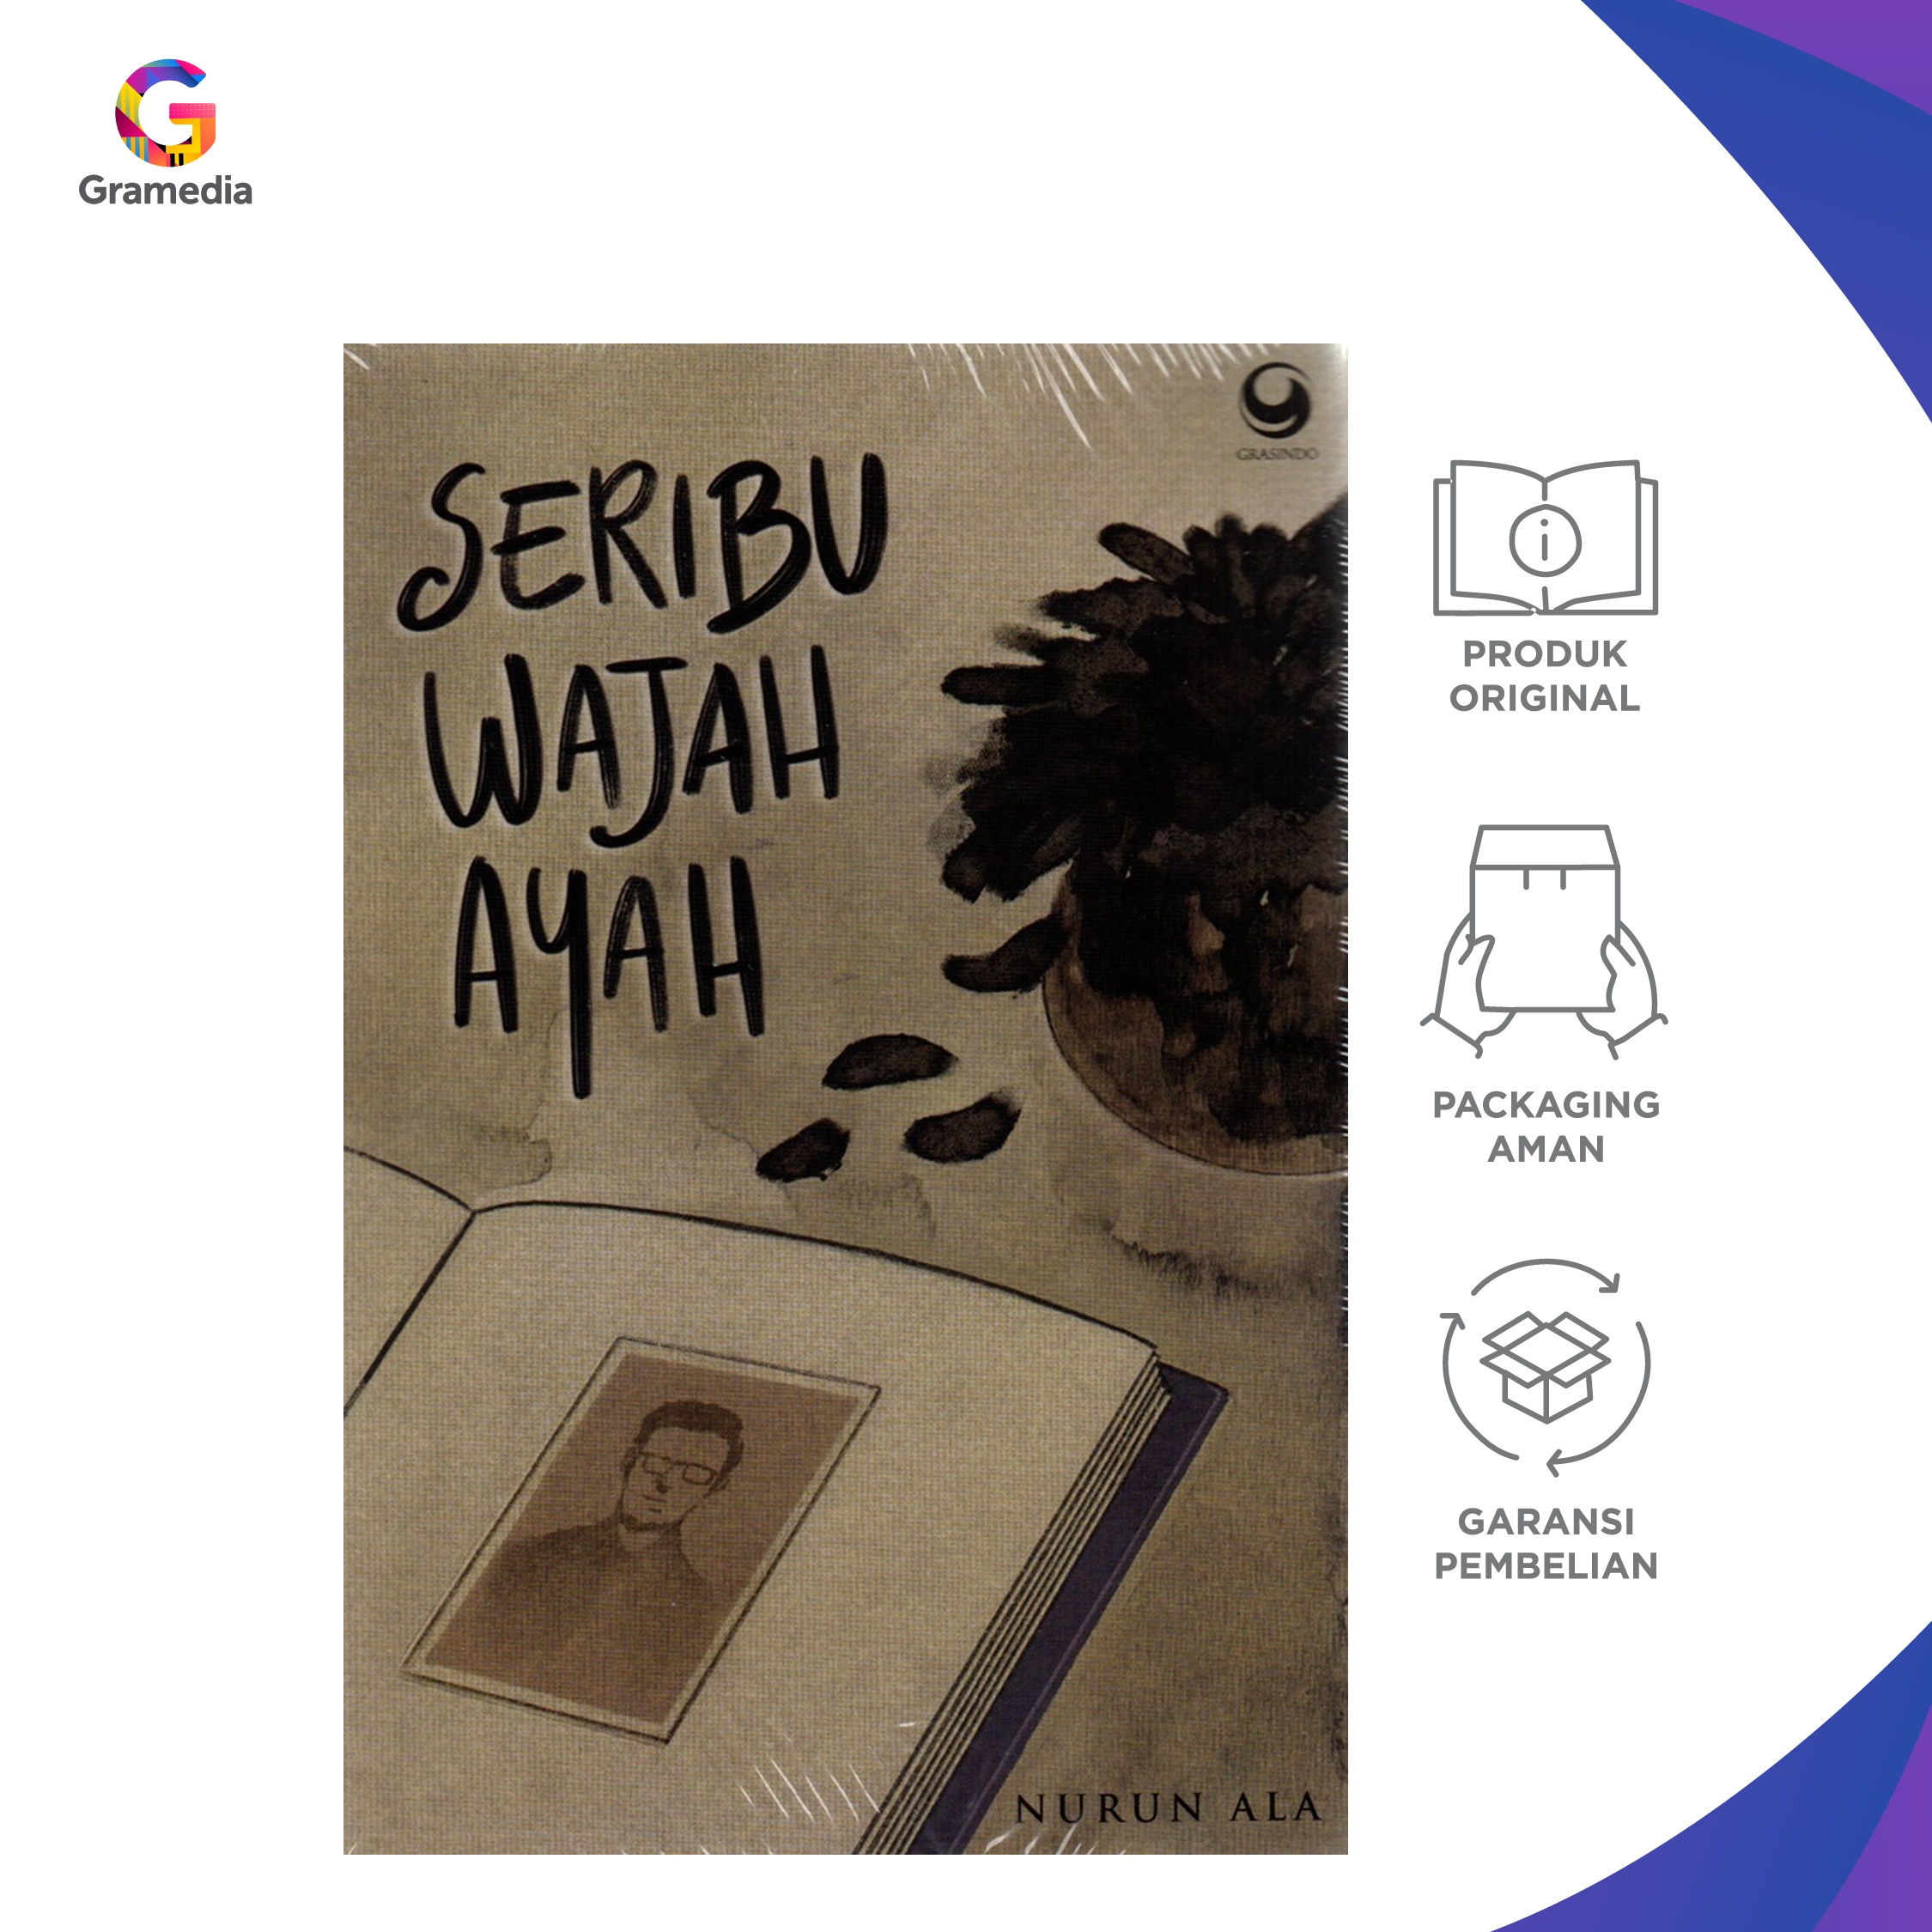 Gramedia
GRASINDO
SERIBU
WAJAH
AYAH
NURUN ALA
PRODUK
ORIGINAL
PACKAGING
AMAN
GARANSI
PEMBELIAN